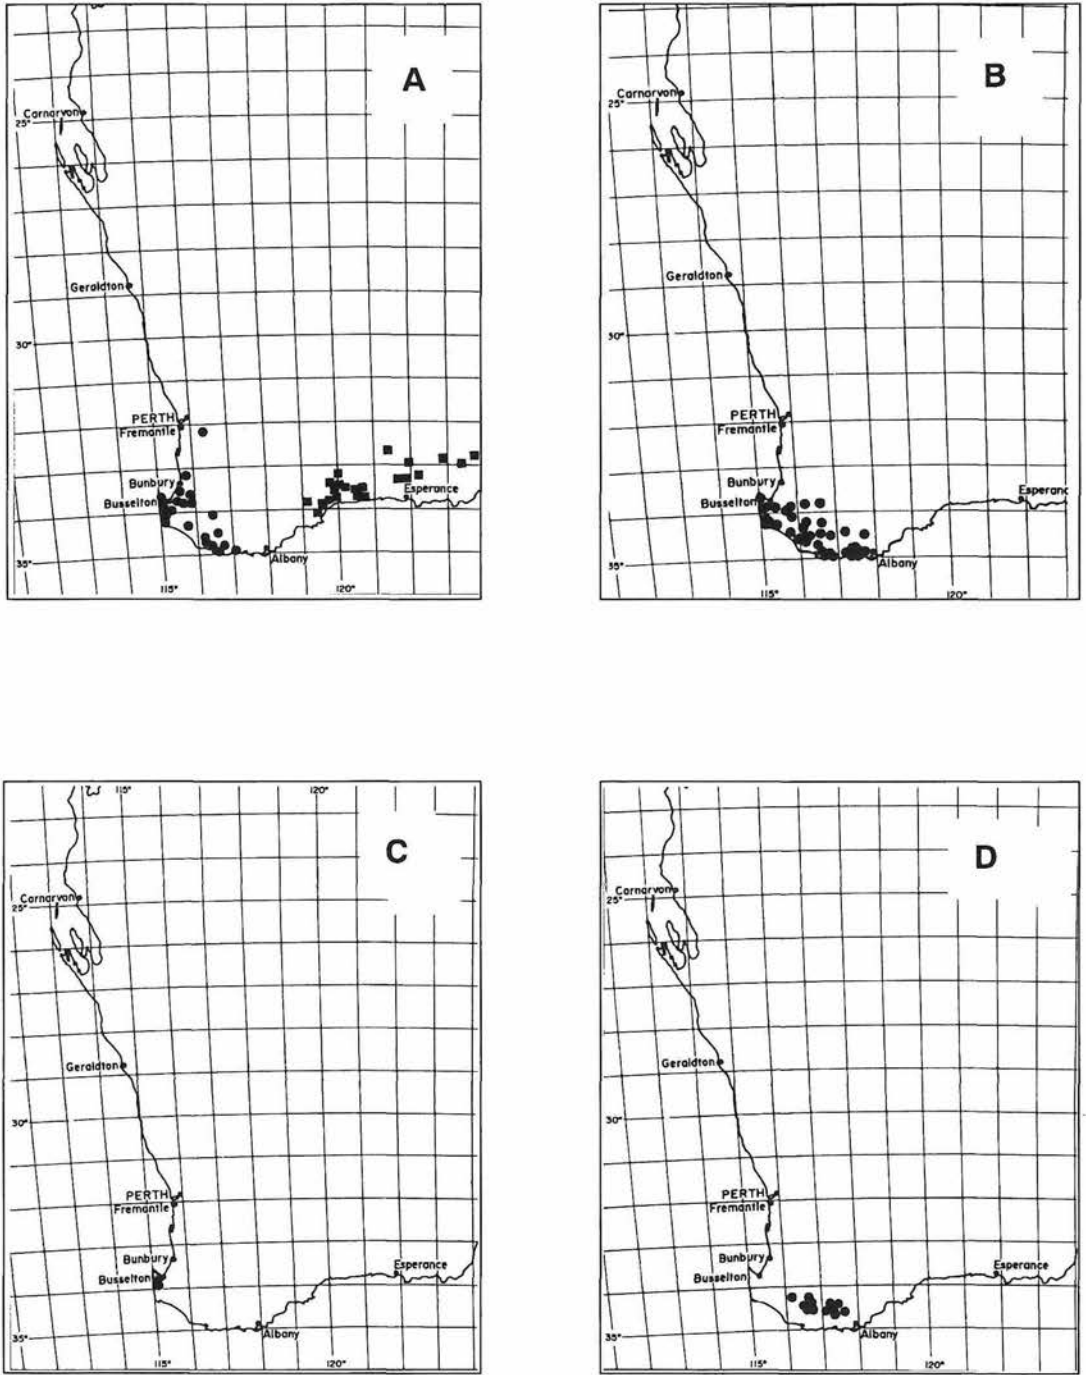 A
Carnarvon
25°
Geraldton
30°
PERTH
Fremantle
Bunbury
Busselton
Esperance
Albany
35°
115°
120°
B
Carnarvon
25°
Geraldton
30°
PERTH
Fremantle
Bunbury
Busselton
Esperanc
Albany
35°
115°
120°
115°
120°
C
Carnarvon
25°
Geraldton
30°
PERTH
Fremantle
Bunbury
Busselton
Esperance
Albany
35°
115°
120°
D
Carnarvon
25°
Geraldton
30°
PERTH
Fremantle
Bunbury
Busselton
Esperance
Albany
35°
115°
120°